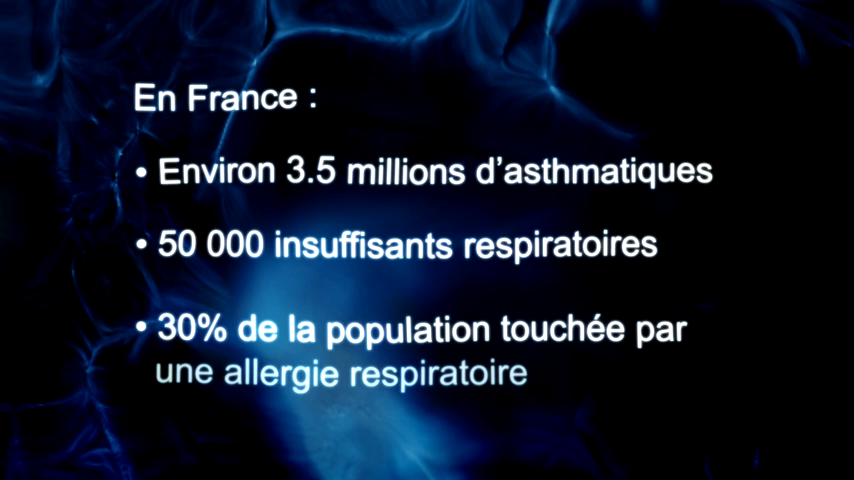 En France :
• Environ 3.5 millions d’asthmatiques
• 50 000 insuffisants respiratoires
• 30% de la population touchée par
une allergie respiratoire